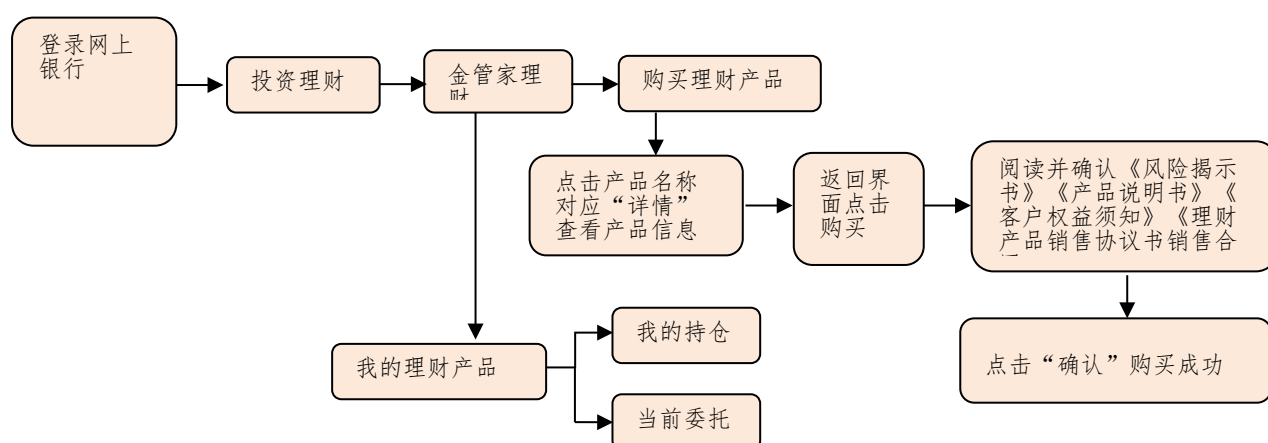 登录网上
银行
投资理财
金管家理
购买理财产品
点击产品名称
对应“详情”
查看产品信息
返回界
面点击
购买
阅读并确认《风险揭示
书》《产品说明书》《
客户权益须知》《理财
产品销售协议书销售合
点击“确认”购买成功
我的理财产品
我的持仓
当前委托